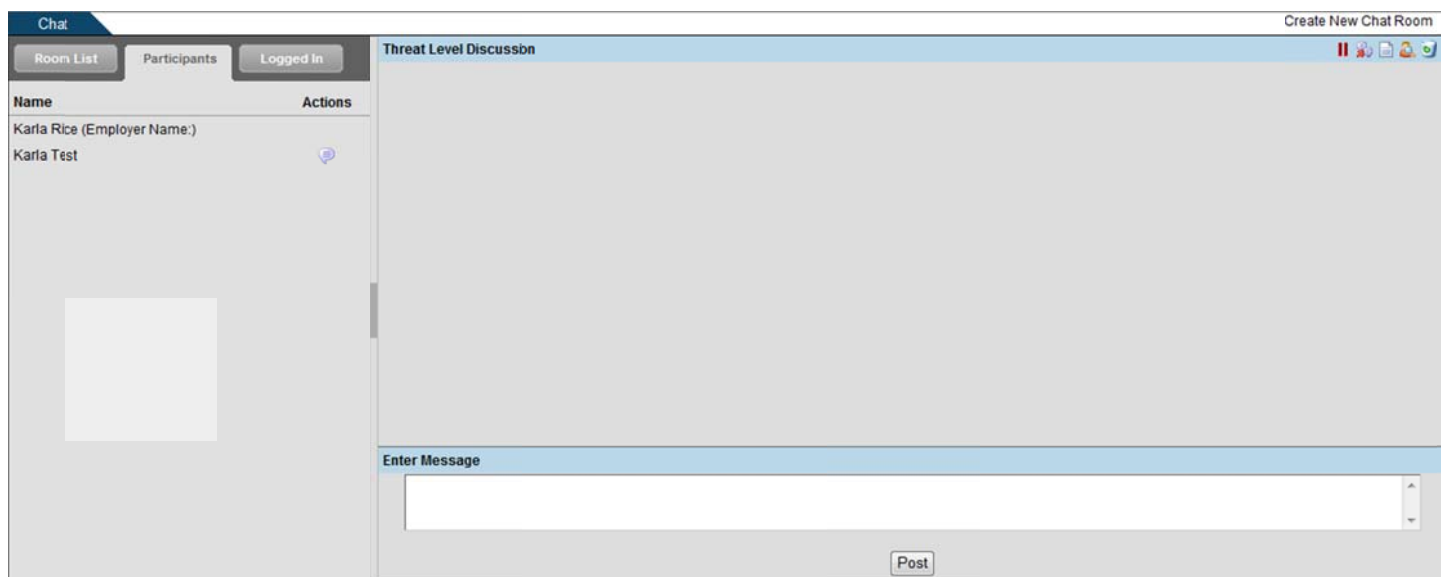 Chat
Create New Chat Room
Room List
Participants
Logged In
Name
Actions
Karla Rice (Employer Name:)
Karla Test
Threat Level Discussion
Enter Message
Post